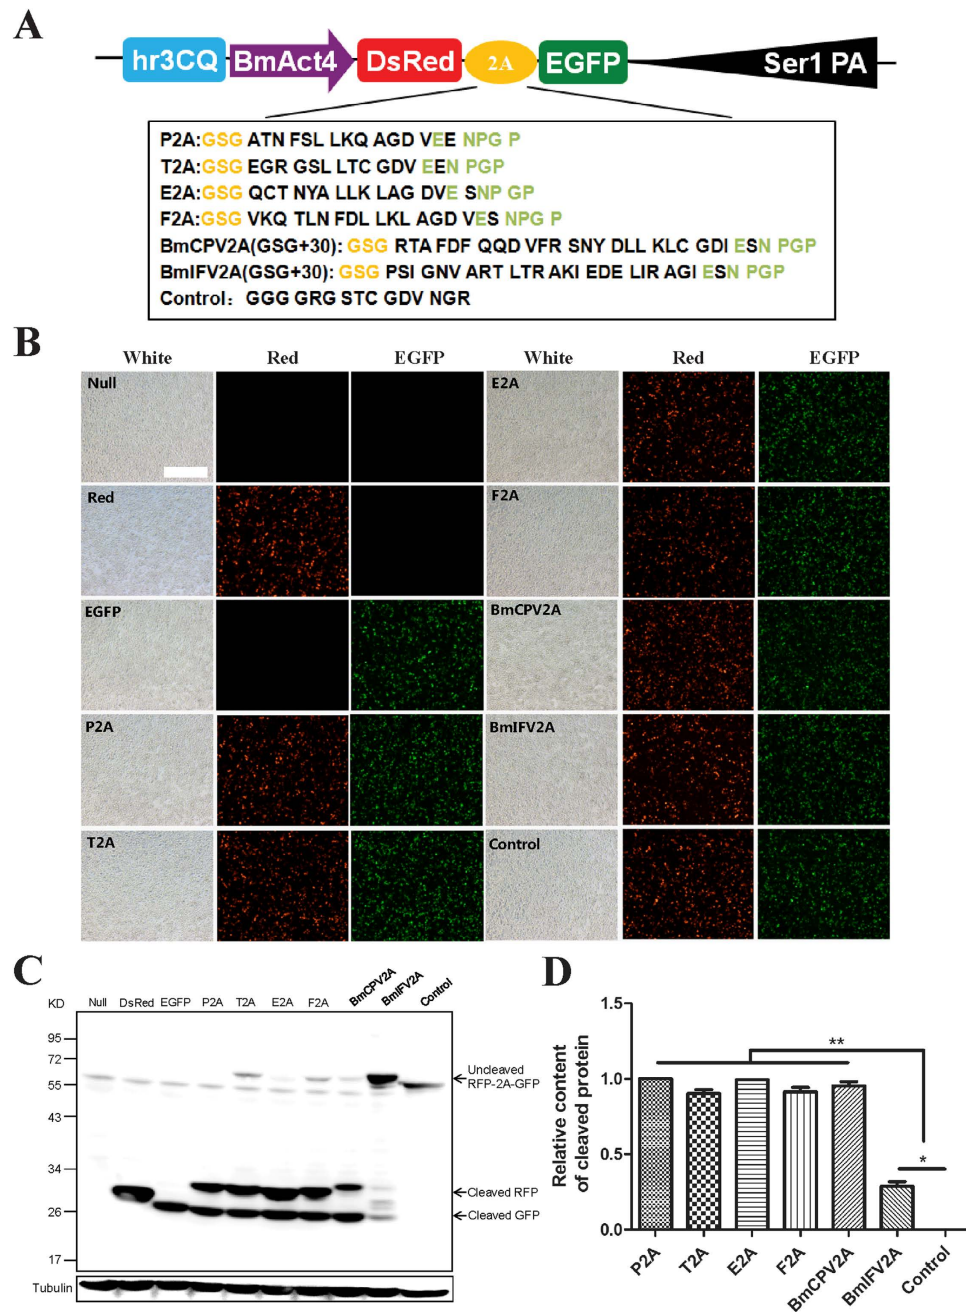 A
hr3CQ BmAct4 DsRed 2A EGFP Ser1 PA
P2A:GSG ATN FSL LKQ AGD VEE NPG P
T2A:GSG EGR GSL LTC GDV EEN PGP
E2A:GSG QCT NYA LLK LAG DVE SNP GP
F2A:GSG VKQ TLN FDL LKL AGD VES NPG P
BmCPV2A(GSG+30): GSG RTA FDF QQD VFR SNY DLL KLC GDI ESN PGP
BmIFV2A(GSG+30): GSG PSI GNV ART LTR AKI EDE LIR AGI ESN PGP
Control: GGG GRG STC GDV NGR
B
White Red EGFP White Red EGFP
Null E2A
Red F2A
EGFP BmCPV2A
P2A BmIFV2A
T2A Control
C
KD Null DsRed EGFP P2A T2A E2A F2A BmCPV2A BmIFV2A Control
95
72
55
43
34
26
17
Uncleaved
RFP-2A-GFP
Cleaved RFP
Cleaved GFP
Tubulin
D
Relative content
of cleaved protein
1.5
1.0
0.5
0.0
**
*
P2A T2A E2A F2A BmCPV2A BmIFV2A Control